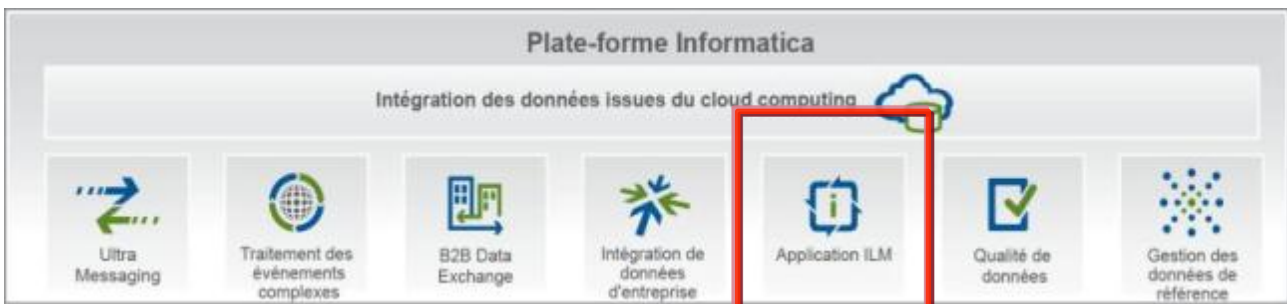 Plate-forme Informatica
Intégration des données issues du cloud computing
Ultra
Messaging
Traitement des
événements
complexes
B2B Data
Exchange
Intégration de
données
d'entreprise
Application ILM
Qualité de
données
Gestion des
données de
référence